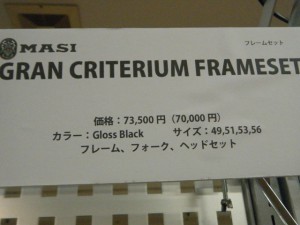 MASI
フレームセット
GRAN CRITERIUM FRAMESET
価格：73,500 円（70,000 円）
カラー：Gloss Black サイズ：49,51,53,56
フレーム、フォーク、ヘッドセット